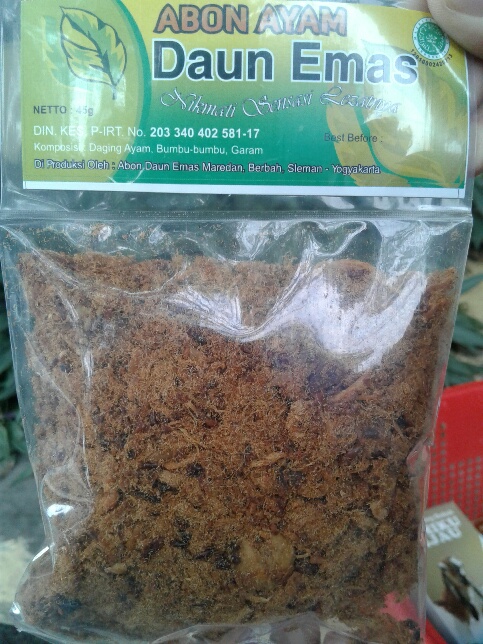 ABON AYAM
Daun Emas
Nikmati Sensasi Lezatnya
NETTO : 45g
DIN. KES. P-IRT. No. 203 340 402 581-17
Best Before :
Komposisi : Daging Ayam. Bumbu-bumbu, Garam
Di Produksi Oleh : Abon Daun Emas Maredan, Berbah, Sleman - Yogyakarta